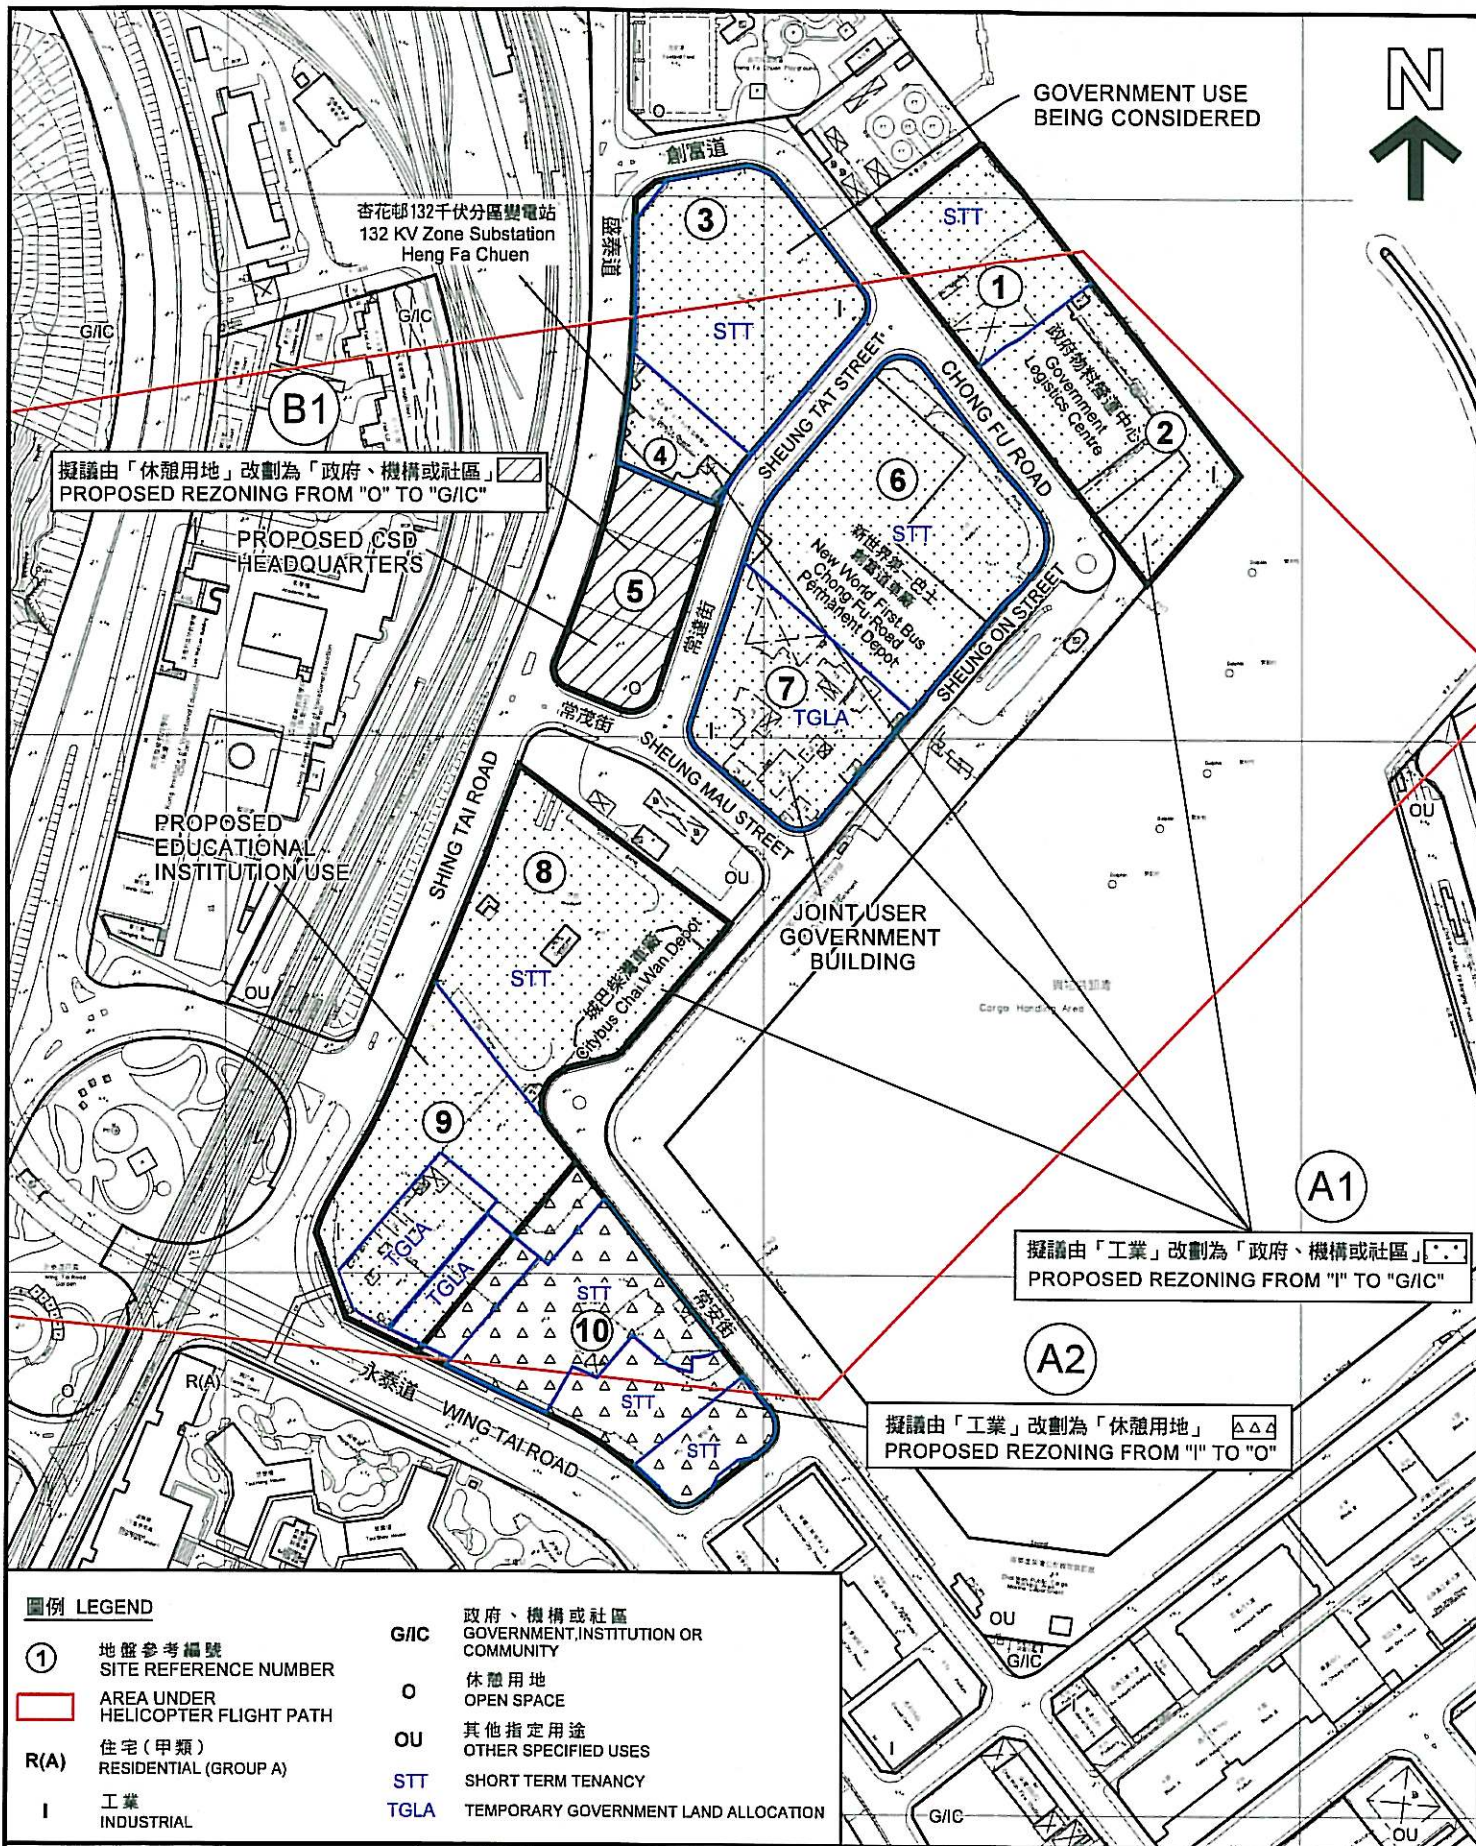 N
GOVERNMENT USE
BEING CONSIDERED
創富道
杏花邨132千伏分區變電站
132 KV Zone Substation
Heng Fa Chuen
盛泰道
Heng Fa Chuen Playground
3
STT
STT
1
G/IC
G/IC
I
STT
B1
SHEUNG TAT STREET
CHONG FU ROAD
政府物料營運中心
Government
Logistics Centre
2
I
擬議由「休憩用地」改劃為「政府、機構或社區」
PROPOSED REZONING FROM "O" TO "G/IC"
4
6
STT
PROPOSED CSD
HEADQUARTERS
5
新世界第一巴士
創富道車廠
New World First Bus
Chong Fu Road
Permanent Depot
常達街
SHEUNG ON STREET
7
TGLA
O
I
常茂街
SHEUNG MAU STREET
SHING TAI ROAD
OU
PROPOSED
EDUCATIONAL
INSTITUTION USE
8
OU
JOINT USER
GOVERNMENT
BUILDING
STT
城巴柴灣車廠
Citybus Chai Wan Depot
OU
Cargo Handling Area
9
I
TGLA
TGLA
A1
擬議由「工業」改劃為「政府、機構或社區」
PROPOSED REZONING FROM "I" TO "G/IC"
STT
10
常安街
A2
擬議由「工業」改劃為「休憩用地」
PROPOSED REZONING FROM "I" TO "O"
STT
STT
永泰道
WING TAI ROAD
R(A)
O
OU
G/IC
I
G/IC
OU
圖例 LEGEND
1
地盤參考編號
SITE REFERENCE NUMBER
AREA UNDER
HELICOPTER FLIGHT PATH
R(A)
住宅(甲類)
RESIDENTIAL (GROUP A)
I
工業
INDUSTRIAL
G/IC
政府、機構或社區
GOVERNMENT,INSTITUTION OR
COMMUNITY
O
休憩用地
OPEN SPACE
OU
其他指定用途
OTHER SPECIFIED USES
STT
SHORT TERM TENANCY
TGLA
TEMPORARY GOVERNMENT LAND ALLOCATION